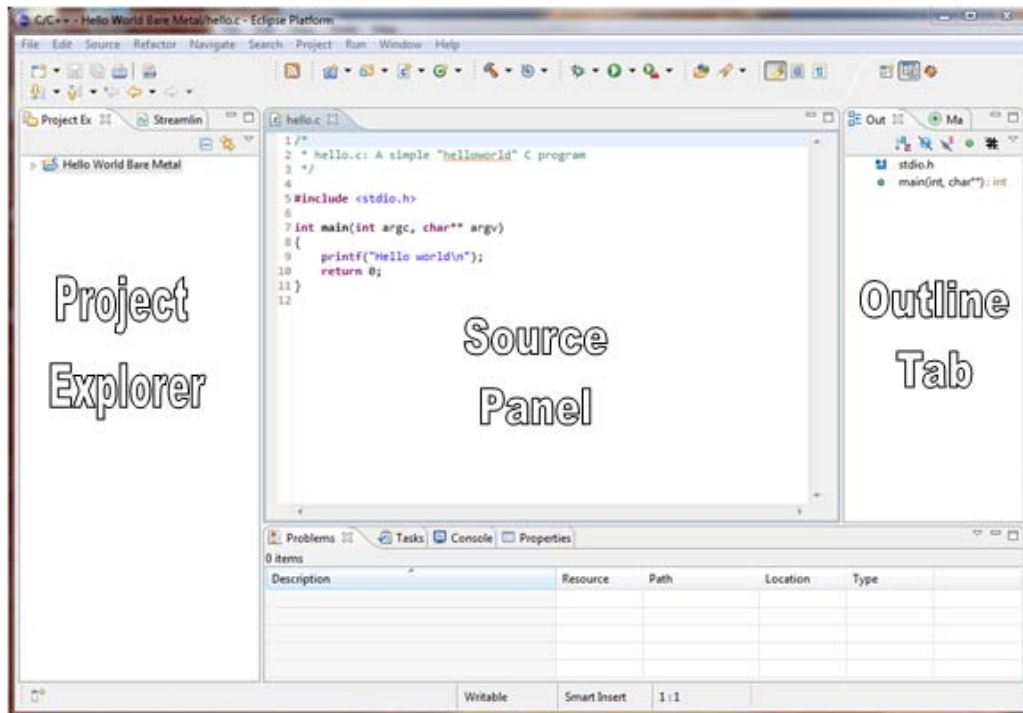 C/C++ - Hello World Bare Metal/hello.c - Eclipse Platform
File Edit Source Refactor Navigate Search Project Run Window Help
Project Ex
Streamlin
hello.c
Out
Ma
Hello World Bare Metal
1 /*
2 * hello.c: A simple "helloworld" C program
3 */
4
5 #include <stdio.h>
6
7 int main(int argc, char** argv)
8 {
9 printf("Hello world\n");
10 return 0;
11 }
12
stdio.h
main(int, char**) : int
Project
Explorer
Source
Panel
Outline
Tab
Problems Tasks Console Properties
0 items
Description Resource Path Location Type
Writable Smart Insert 1 : 1